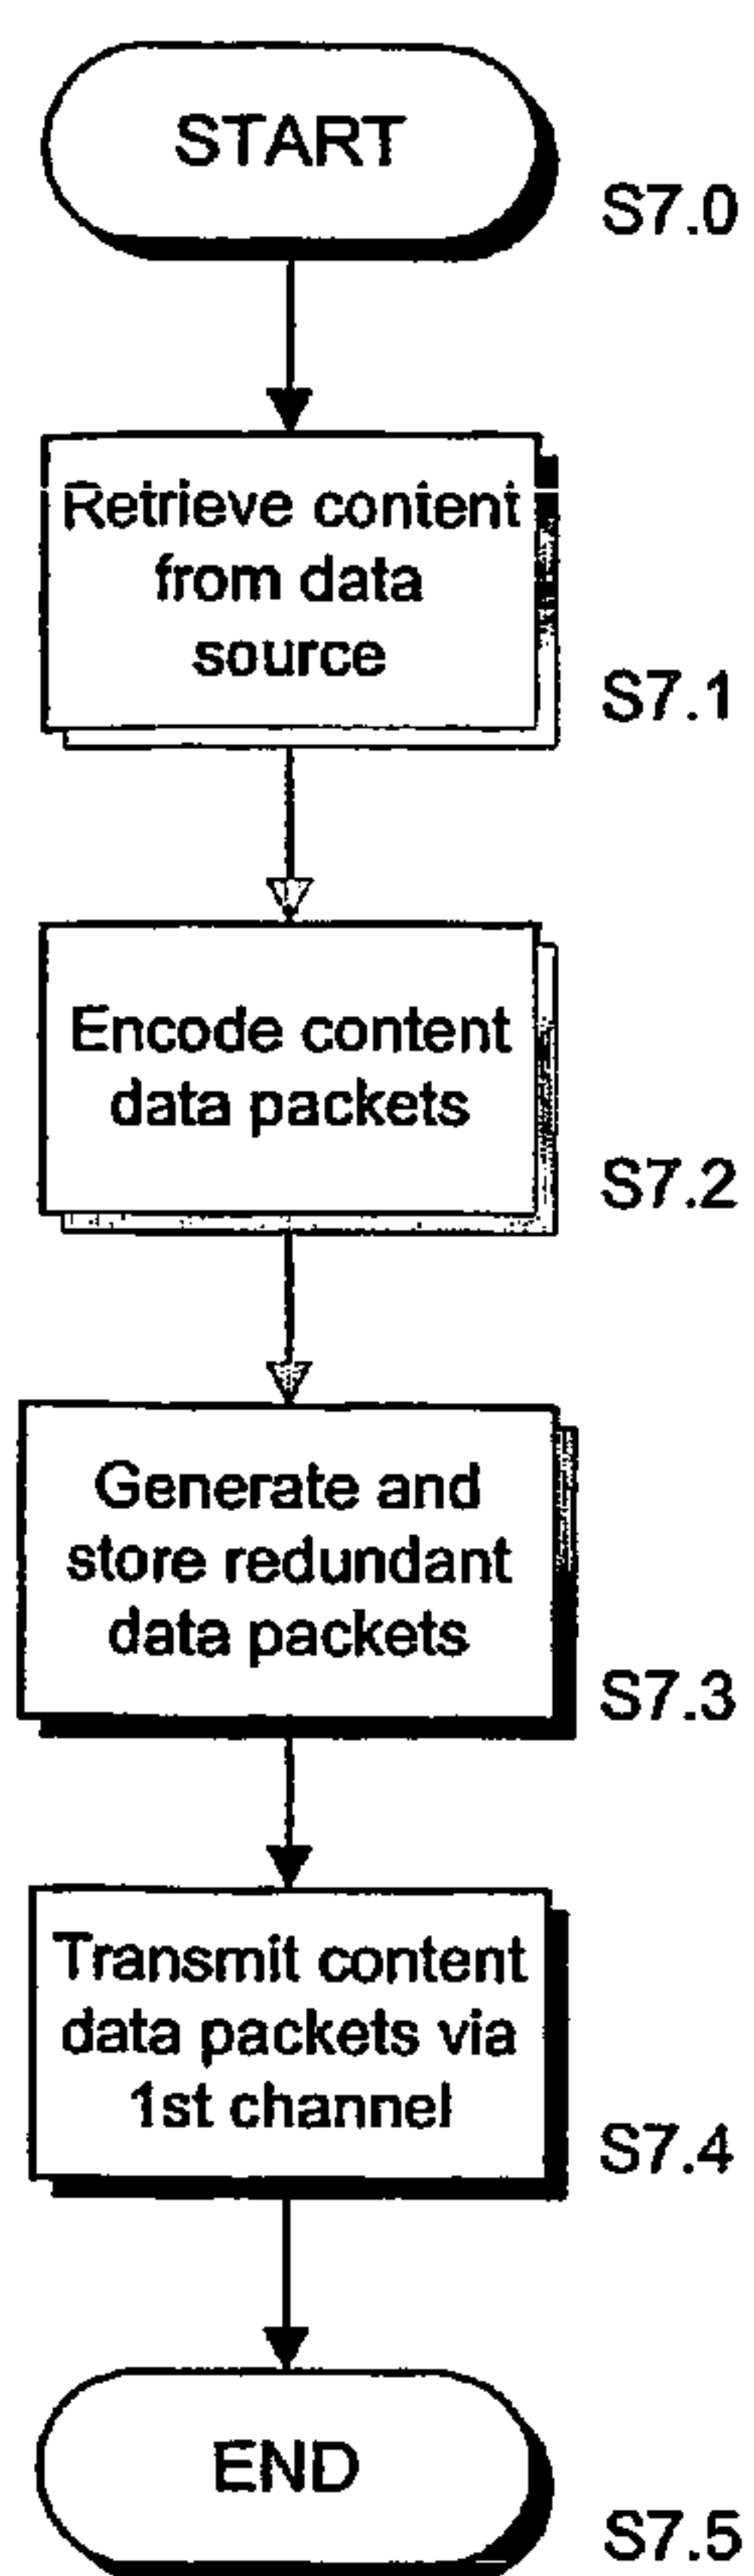 START
S7.0
Retrieve content
from data
source
S7.1
Encode content
data packets
S7.2
Generate and
store redundant
data packets
S7.3
Transmit content
data packets via
1st channel
S7.4
END
S7.5